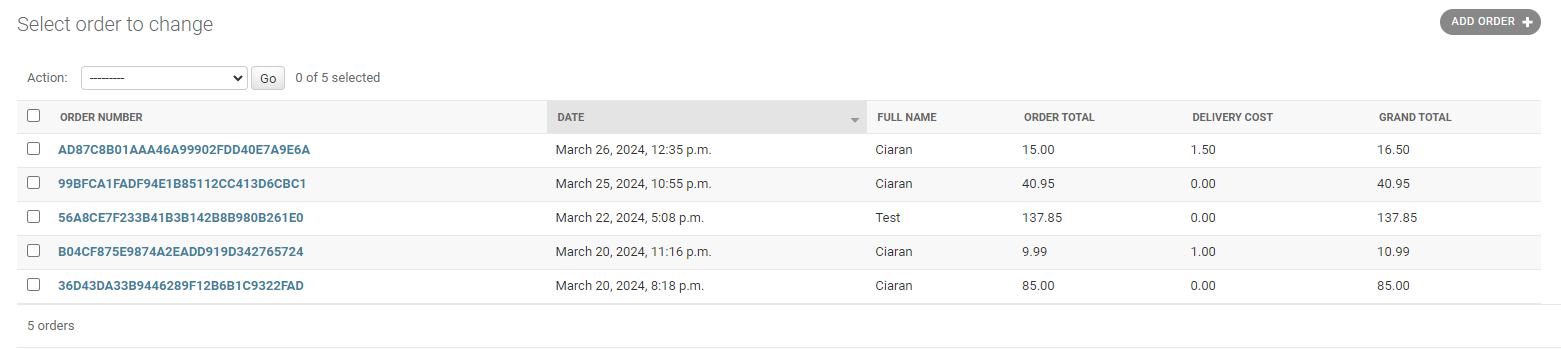 Select order to change
ADD ORDER +
Action: --------- Go 0 of 5 selected
ORDER NUMBER DATE FULL NAME ORDER TOTAL DELIVERY COST GRAND TOTAL
AD87C8B01AAA46A99902FDD40E7A9E6A March 26, 2024, 12:35 p.m. Ciaran 15.00 1.50 16.50
99BFCA1FADF94E1B85112CC413D6CBC1 March 25, 2024, 10:55 p.m. Ciaran 40.95 0.00 40.95
56A8CE7F233B41B3B142B8B980B261E0 March 22, 2024, 5:08 p.m. Test 137.85 0.00 137.85
B04CF875E9874A2EADD919D342765724 March 20, 2024, 11:16 p.m. Ciaran 9.99 1.00 10.99
36D43DA33B9446289F12B6B1C9322FAD March 20, 2024, 8:18 p.m. Ciaran 85.00 0.00 85.00
5 orders